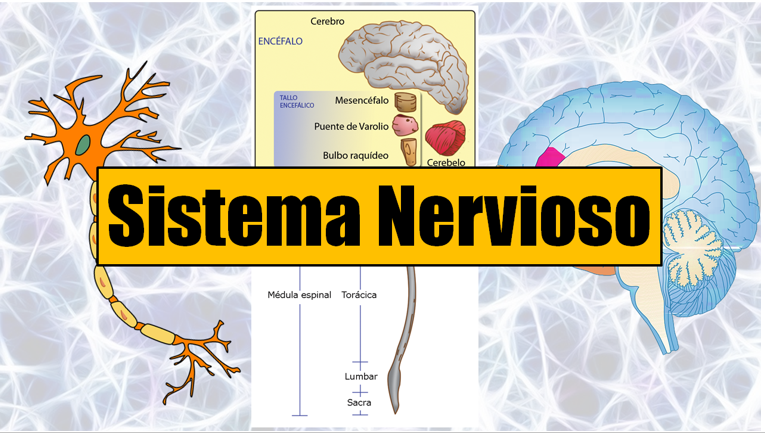 Cerebro
ENCÉFALO
TALLO
ENCEFÁLICO
Mesencéfalo
Puente de Varolio
Bulbo raquídeo
Cerebelo
Sistema Nervioso
Médula espinal
Torácica
Lumbar
Sacra